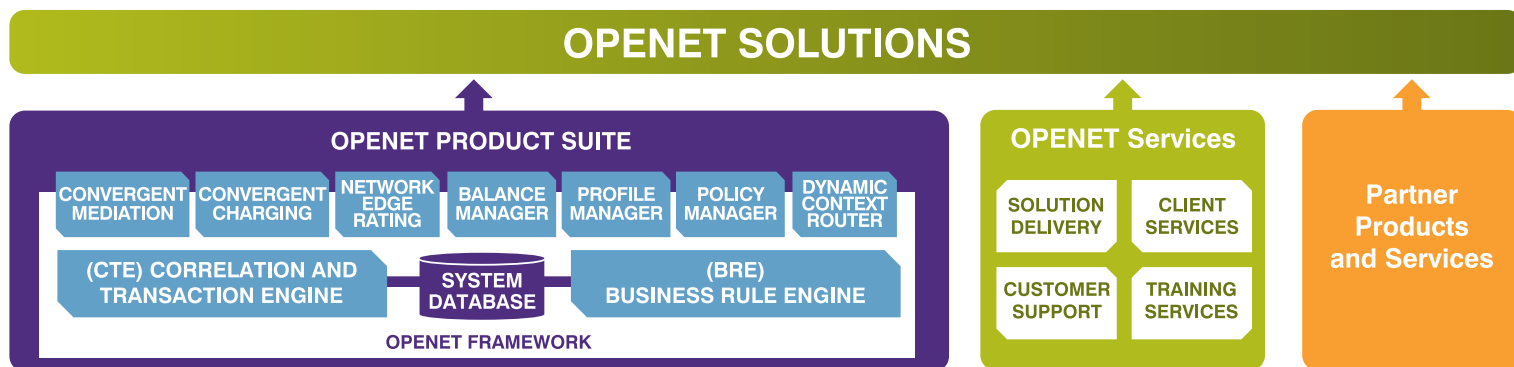 OPENET SOLUTIONS
OPENET PRODUCT SUITE
CONVERGENT
MEDIATION
CONVERGENT
CHARGING
NETWORK
EDGE
RATING
BALANCE
MANAGER
PROFILE
MANAGER
POLICY
MANAGER
DYNAMIC
CONTEXT
ROUTER
(CTE) CORRELATION AND
TRANSACTION ENGINE
SYSTEM
DATABASE
(BRE)
BUSINESS RULE ENGINE
OPENET FRAMEWORK
OPENET Services
SOLUTION
DELIVERY
CLIENT
SERVICES
CUSTOMER
SUPPORT
TRAINING
SERVICES
Partner
Products
and Services